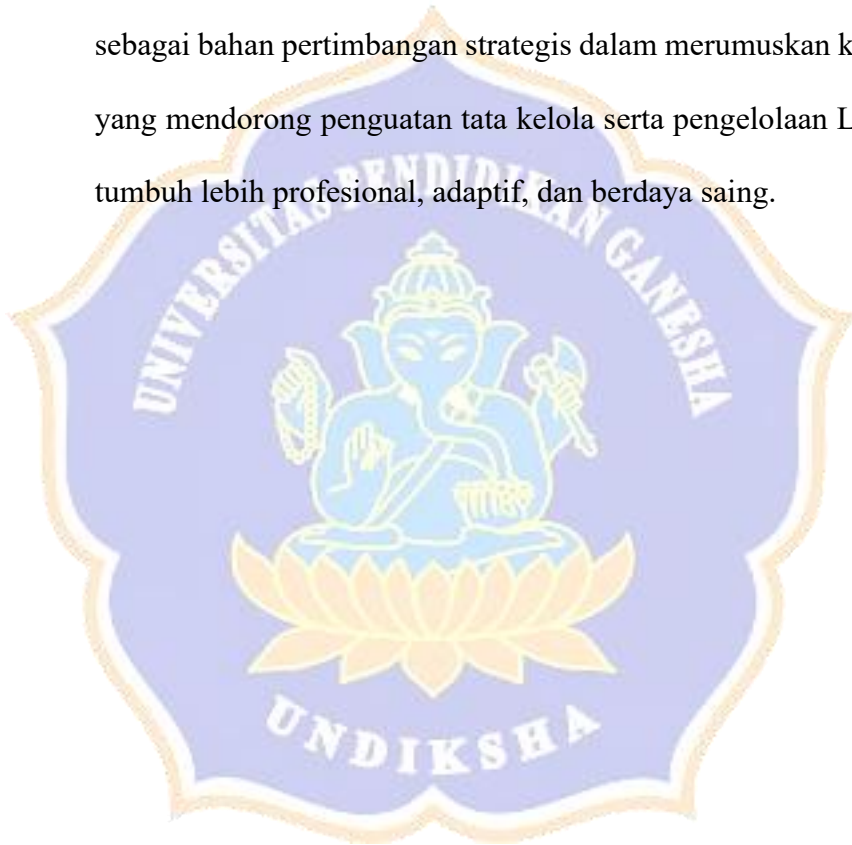 sebagai bahan pertimbangan strategis dalam merumuskan k
yang mendorong penguatan tata kelola serta pengelolaan L
tumbuh lebih profesional, adaptif, dan berdaya saing.
UNIVERSITAS PENDIDIKAN GANESHA
UNDIKSHA